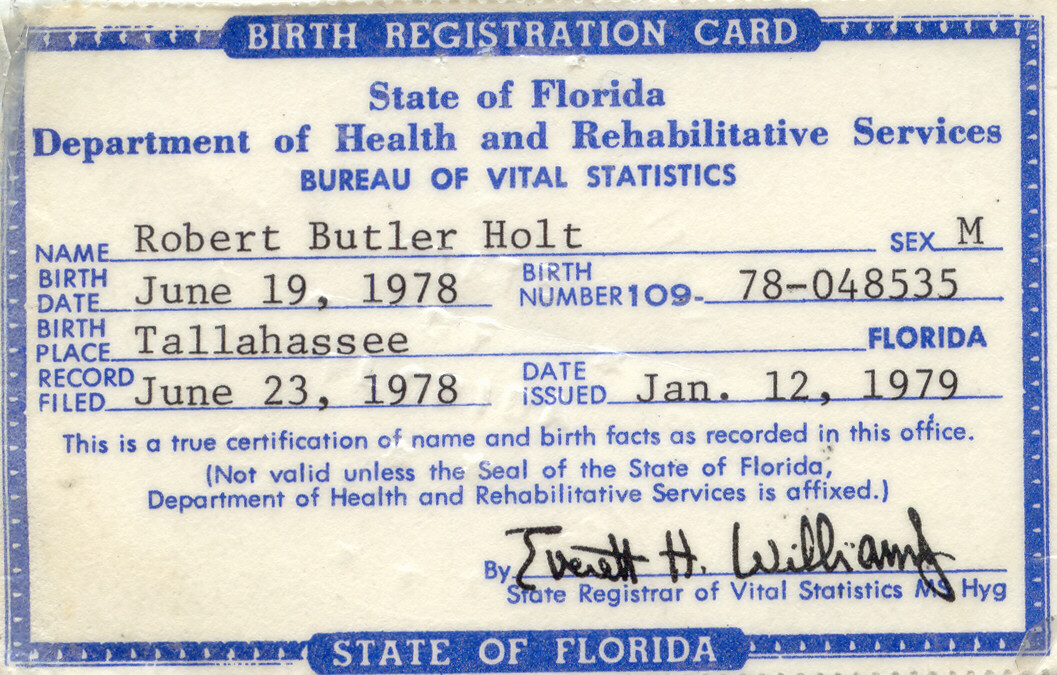 BIRTH REGISTRATION CARD
State of Florida
Department of Health and Rehabilitative Services
BUREAU OF VITAL STATISTICS
NAME Robert Butler Holt SEX M
BIRTH DATE June 19, 1978 BIRTH NUMBER 109- 78-048535
BIRTH PLACE Tallahassee FLORIDA
RECORD FILED June 23, 1978 DATE ISSUED Jan. 12, 1979
This is a true certification of name and birth facts as recorded in this office.
(Not valid unless the Seal of the State of Florida,
Department of Health and Rehabilitative Services is affixed.)
By Everett H. Williams
State Registrar of Vital Statistics MS Hyg
STATE OF FLORIDA